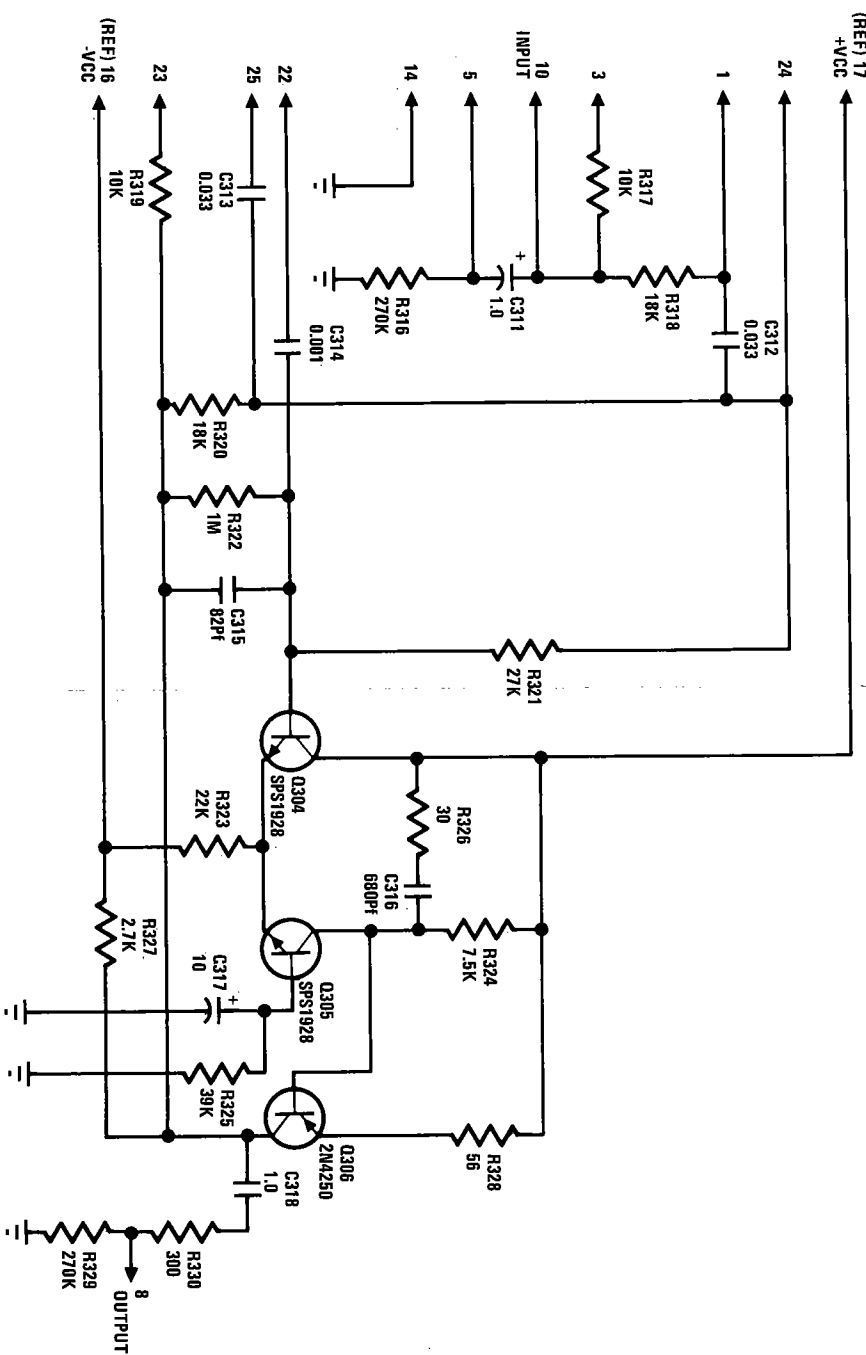 (REF) 17
+VCC
24
1
3
10
INPUT
5
14
22
25
23
(REF) 16
-VCC
R317
10K
R318
18K
C312
0.033
C311
1.0
+
R316
270K
C313
0.033
C314
0.001
R319
10K
R320
18K
R322
1M
C315
82Pf
R321
27K
Q304
SPS1928
R323
22K
R326
30
C316
680Pf
R324
7.5K
Q305
SPS1928
R327
2.7K
C317
10
+
R325
39K
R328
56
Q306
2N4250
C318
1.0
R330
300
R329
270K
8
OUTPUT